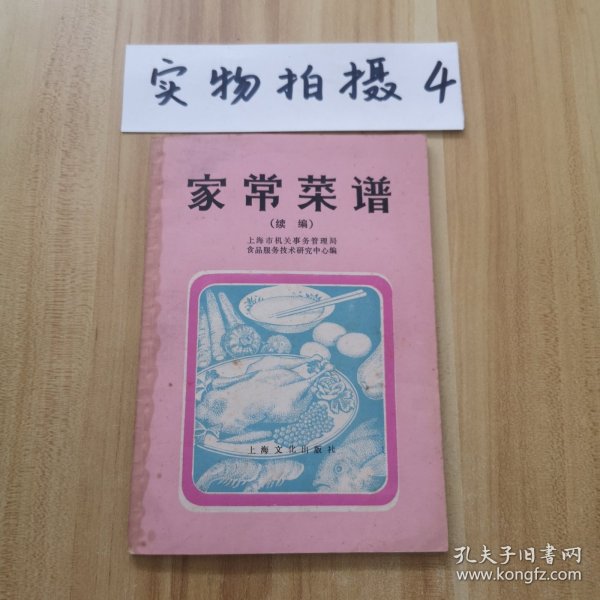 实物拍摄4
家常菜谱
(续编)
上海市机关事务管理局
食品服务技术研究中心编
上海文化出版社
孔夫子旧书网
www.kongfz.com